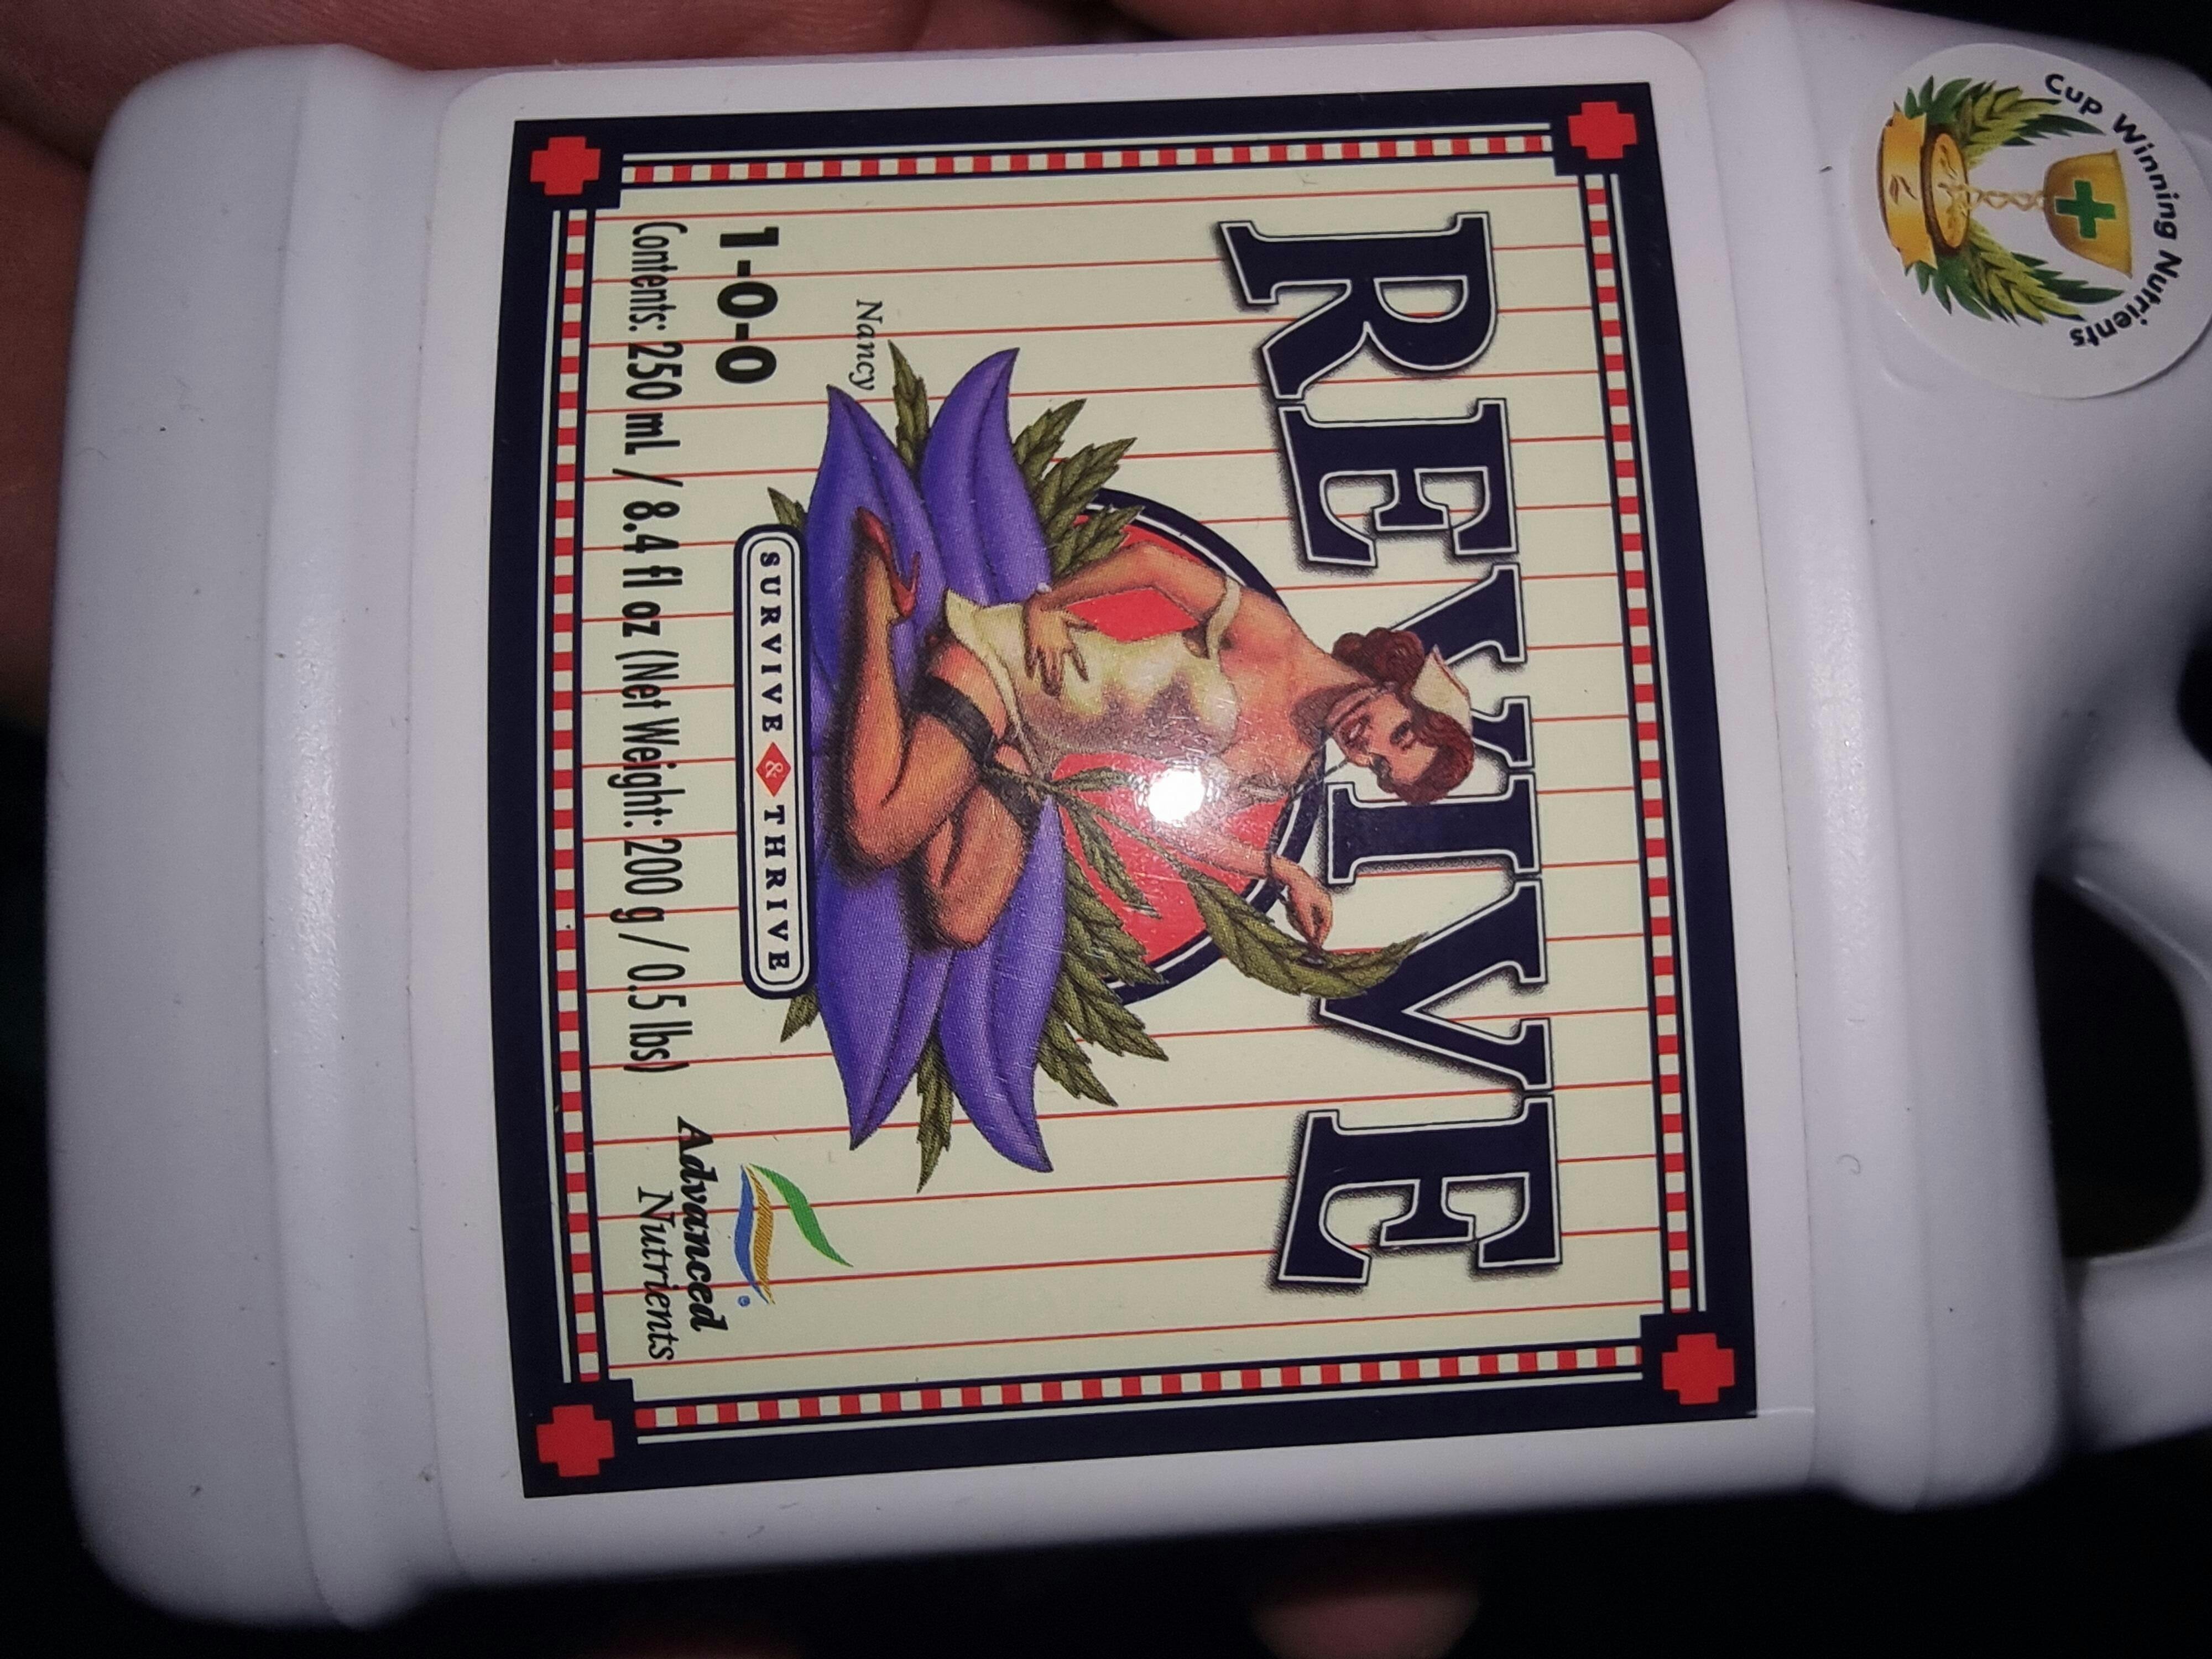 Cup Winning Nutrients
REVIVE
Nancy
SURVIVE & THRIVE
1-0-0
Contents: 250 mL / 8.4 fl oz (Net Weight: 200 g / 0.5 lbs)
Advanced
Nutrients
®